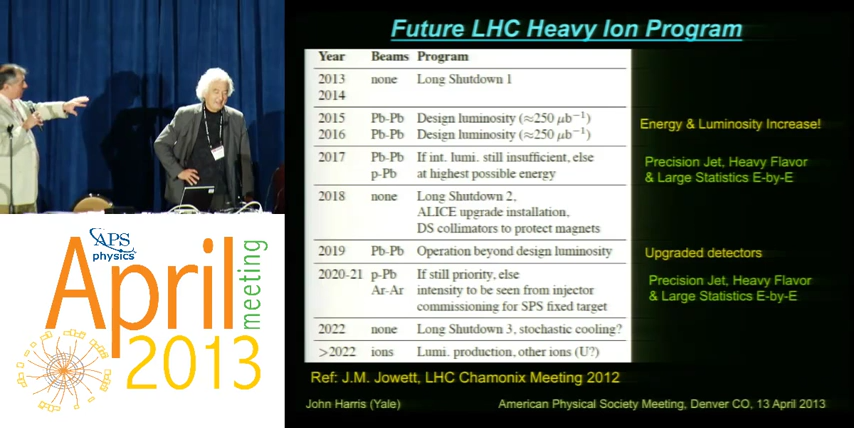 APS
physics
April
meeting
2013
Future LHC Heavy Ion Program
Year Beams Program
2013 none Long Shutdown 1
2014
2015 Pb-Pb Design luminosity (≈250 μb⁻¹)
2016 Pb-Pb Design luminosity (≈250 μb⁻¹)
Energy & Luminosity Increase!
2017 Pb-Pb If int. lumi. still insufficient, else
p-Pb at highest possible energy
Precision Jet, Heavy Flavor
& Large Statistics E-by-E
2018 none Long Shutdown 2,
ALICE upgrade installation,
DS collimators to protect magnets
2019 Pb-Pb Operation beyond design luminosity
Upgraded detectors
2020-21 p-Pb If still priority, else
Ar-Ar intensity to be seen from injector
commissioning for SPS fixed target
Precision Jet, Heavy Flavor
& Large Statistics E-by-E
2022 none Long Shutdown 3, stochastic cooling?
>2022 ions Lumi. production, other ions (U?)
Ref: J.M. Jowett, LHC Chamonix Meeting 2012
John Harris (Yale) American Physical Society Meeting, Denver CO, 13 April 2013